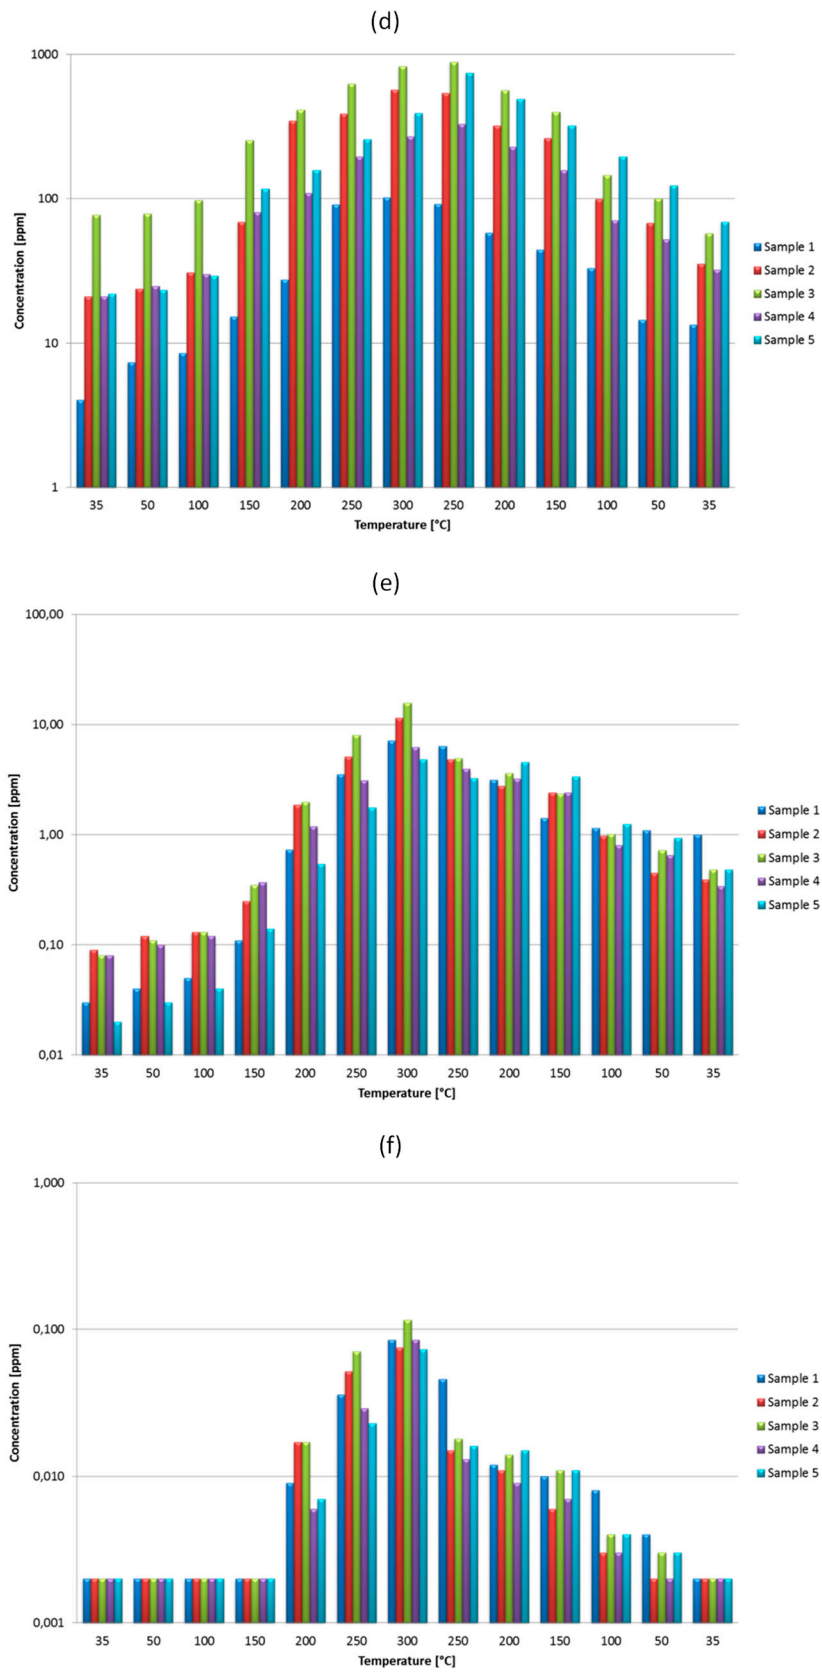 (d)
1000
100
10
1
Concentration [ppm]
35 50 100 150 200 250 300 250 200 150 100 50 35
Temperature [°C]
Sample 1
Sample 2
Sample 3
Sample 4
Sample 5
(e)
100,00
10,00
1,00
0,10
0,01
Concentration [ppm]
35 50 100 150 200 250 300 250 200 150 100 50 35
Temperature [°C]
Sample 1
Sample 2
Sample 3
Sample 4
Sample 5
(f)
1,000
0,100
0,010
0,001
Concentration [ppm]
35 50 100 150 200 250 300 250 200 150 100 50 35
Temperature [°C]
Sample 1
Sample 2
Sample 3
Sample 4
Sample 5